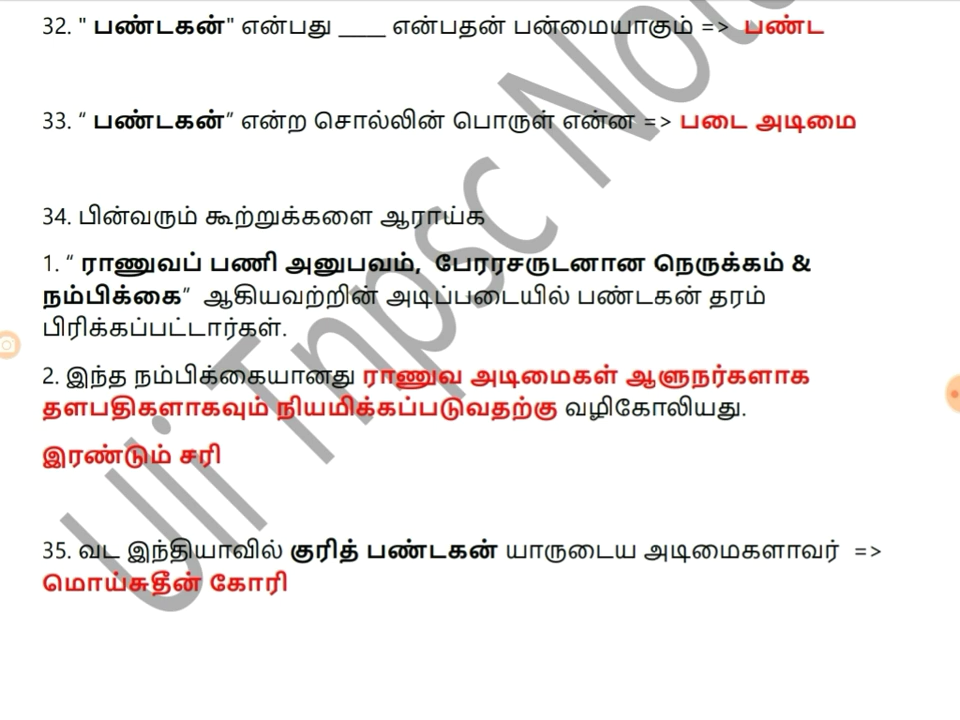 32. " பண்டகன்" என்பது ____ என்பதன் பன்மையாகும் => பண்ட
33. “ பண்டகன்” என்ற சொல்லின் பொருள் என்ன => படை அடிமை
34. பின்வரும் கூற்றுக்களை ஆராய்க
1. “ ராணுவப் பணி அனுபவம், பேரரசருடனான நெருக்கம் &
நம்பிக்கை” ஆகியவற்றின் அடிப்படையில் பண்டகன் தரம்
பிரிக்கப்பட்டார்கள்.
2. இந்த நம்பிக்கையானது ராணுவ அடிமைகள் ஆளுநர்களாக
தளபதிகளாகவும் நியமிக்கப்படுவதற்கு வழிகோலியது.
இரண்டும் சரி
35. வட இந்தியாவில் குரித் பண்டகன் யாருடைய அடிமைகளாவர் =>
மொய்சுதீன் கோரி
Uji Tnpsc Not